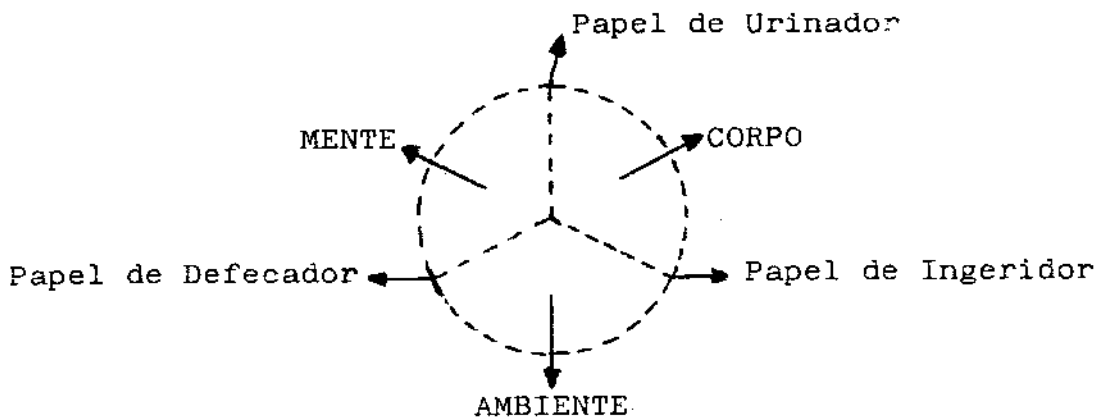 Papel de Urinador
MENTE
CORPO
Papel de Defecador
Papel de Ingeridor
AMBIENTE